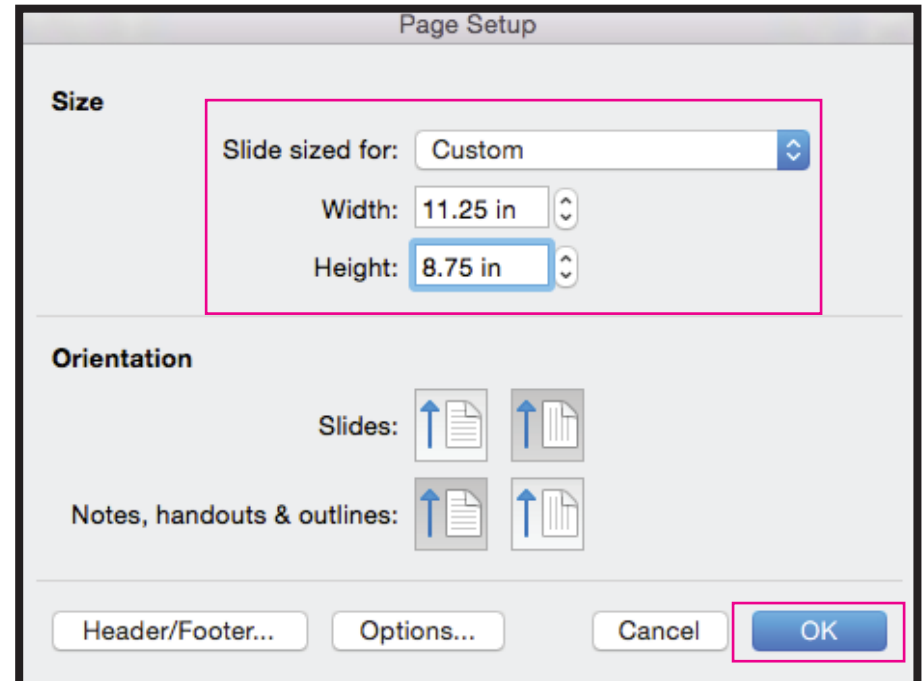 Page Setup
Size
Slide sized for: Custom
Width: 11.25 in
Height: 8.75 in
Orientation
Slides:
Notes, handouts & outlines:
Header/Footer... Options... Cancel OK